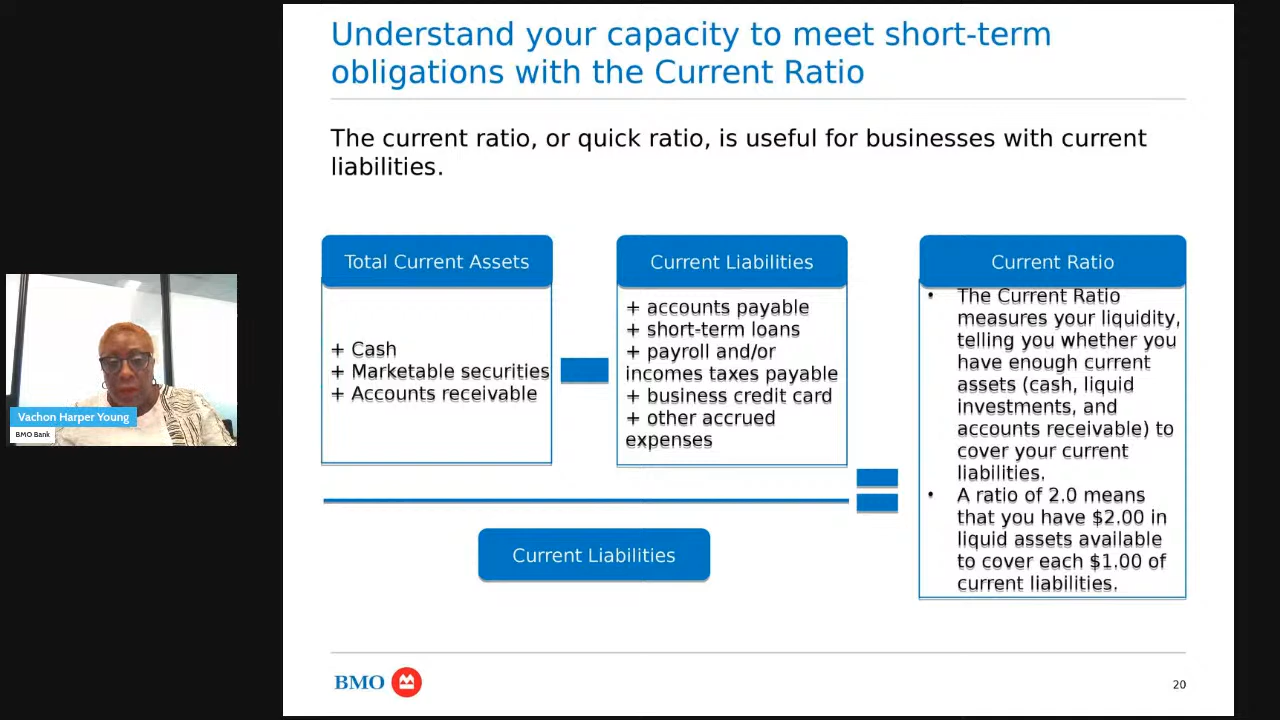 Understand your capacity to meet short-term
obligations with the Current Ratio
The current ratio, or quick ratio, is useful for businesses with current
liabilities.
Total Current Assets
+ Cash
+ Marketable securities
+ Accounts receivable
Current Liabilities
+ accounts payable
+ short-term loans
+ payroll and/or
incomes taxes payable
+ business credit card
+ other accrued
expenses
Current Liabilities
Current Ratio
• The Current Ratio
measures your liquidity,
telling you whether you
have enough current
assets (cash, liquid
investments, and
accounts receivable) to
cover your current
liabilities.
• A ratio of 2.0 means
that you have $2.00 in
liquid assets available
to cover each $1.00 of
current liabilities.
Vachon Harper Young
BMO Bank
BMO
20